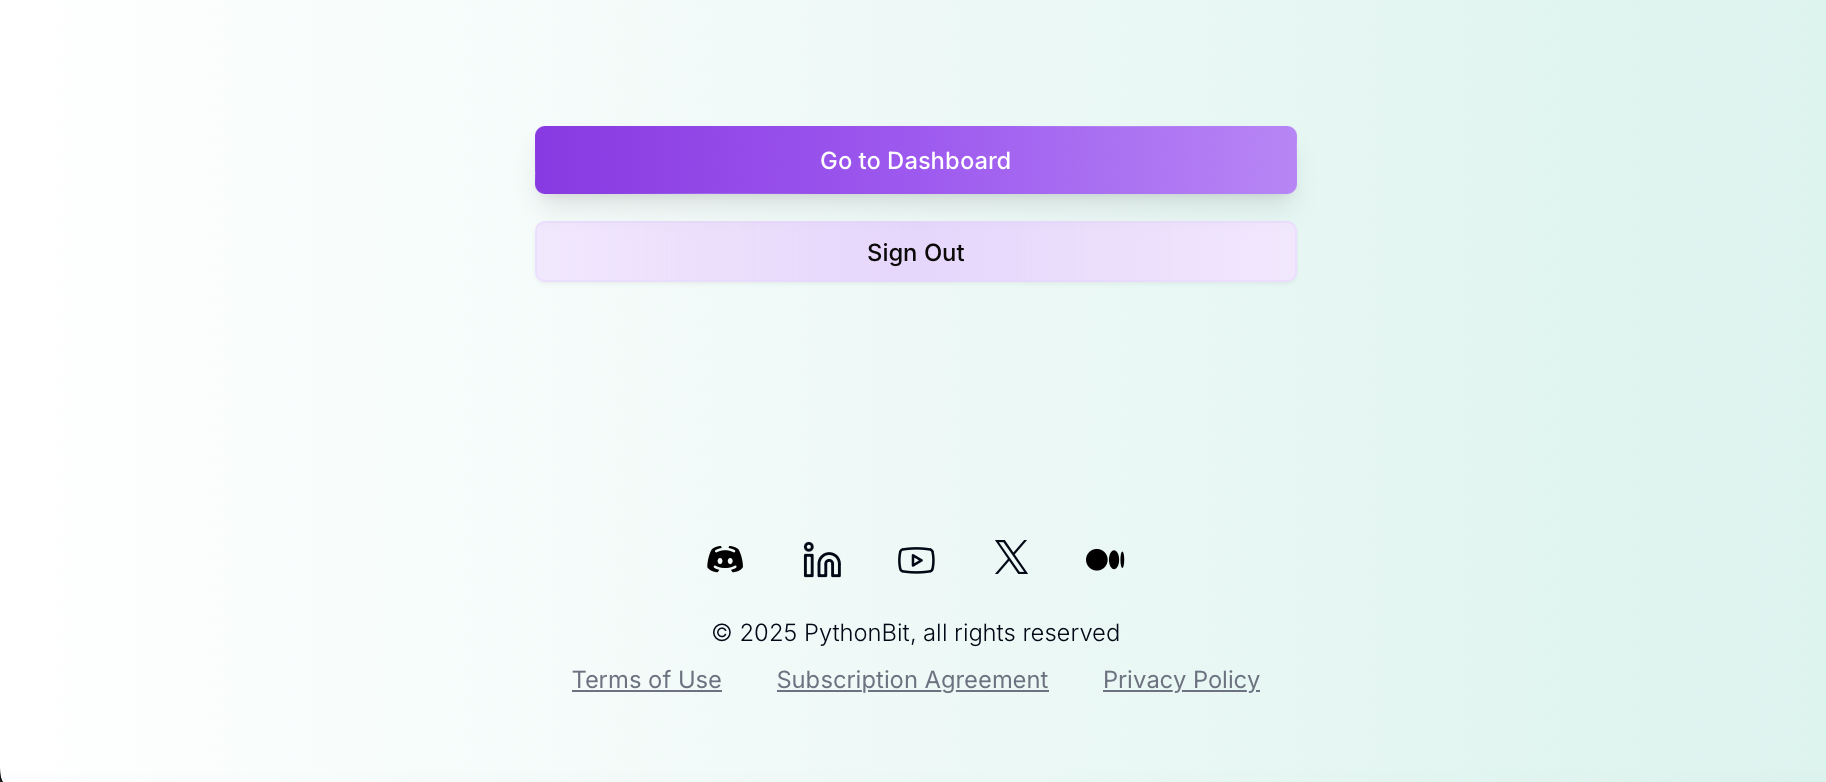 Go to Dashboard
Sign Out
© 2025 PythonBit, all rights reserved
Terms of Use Subscription Agreement Privacy Policy